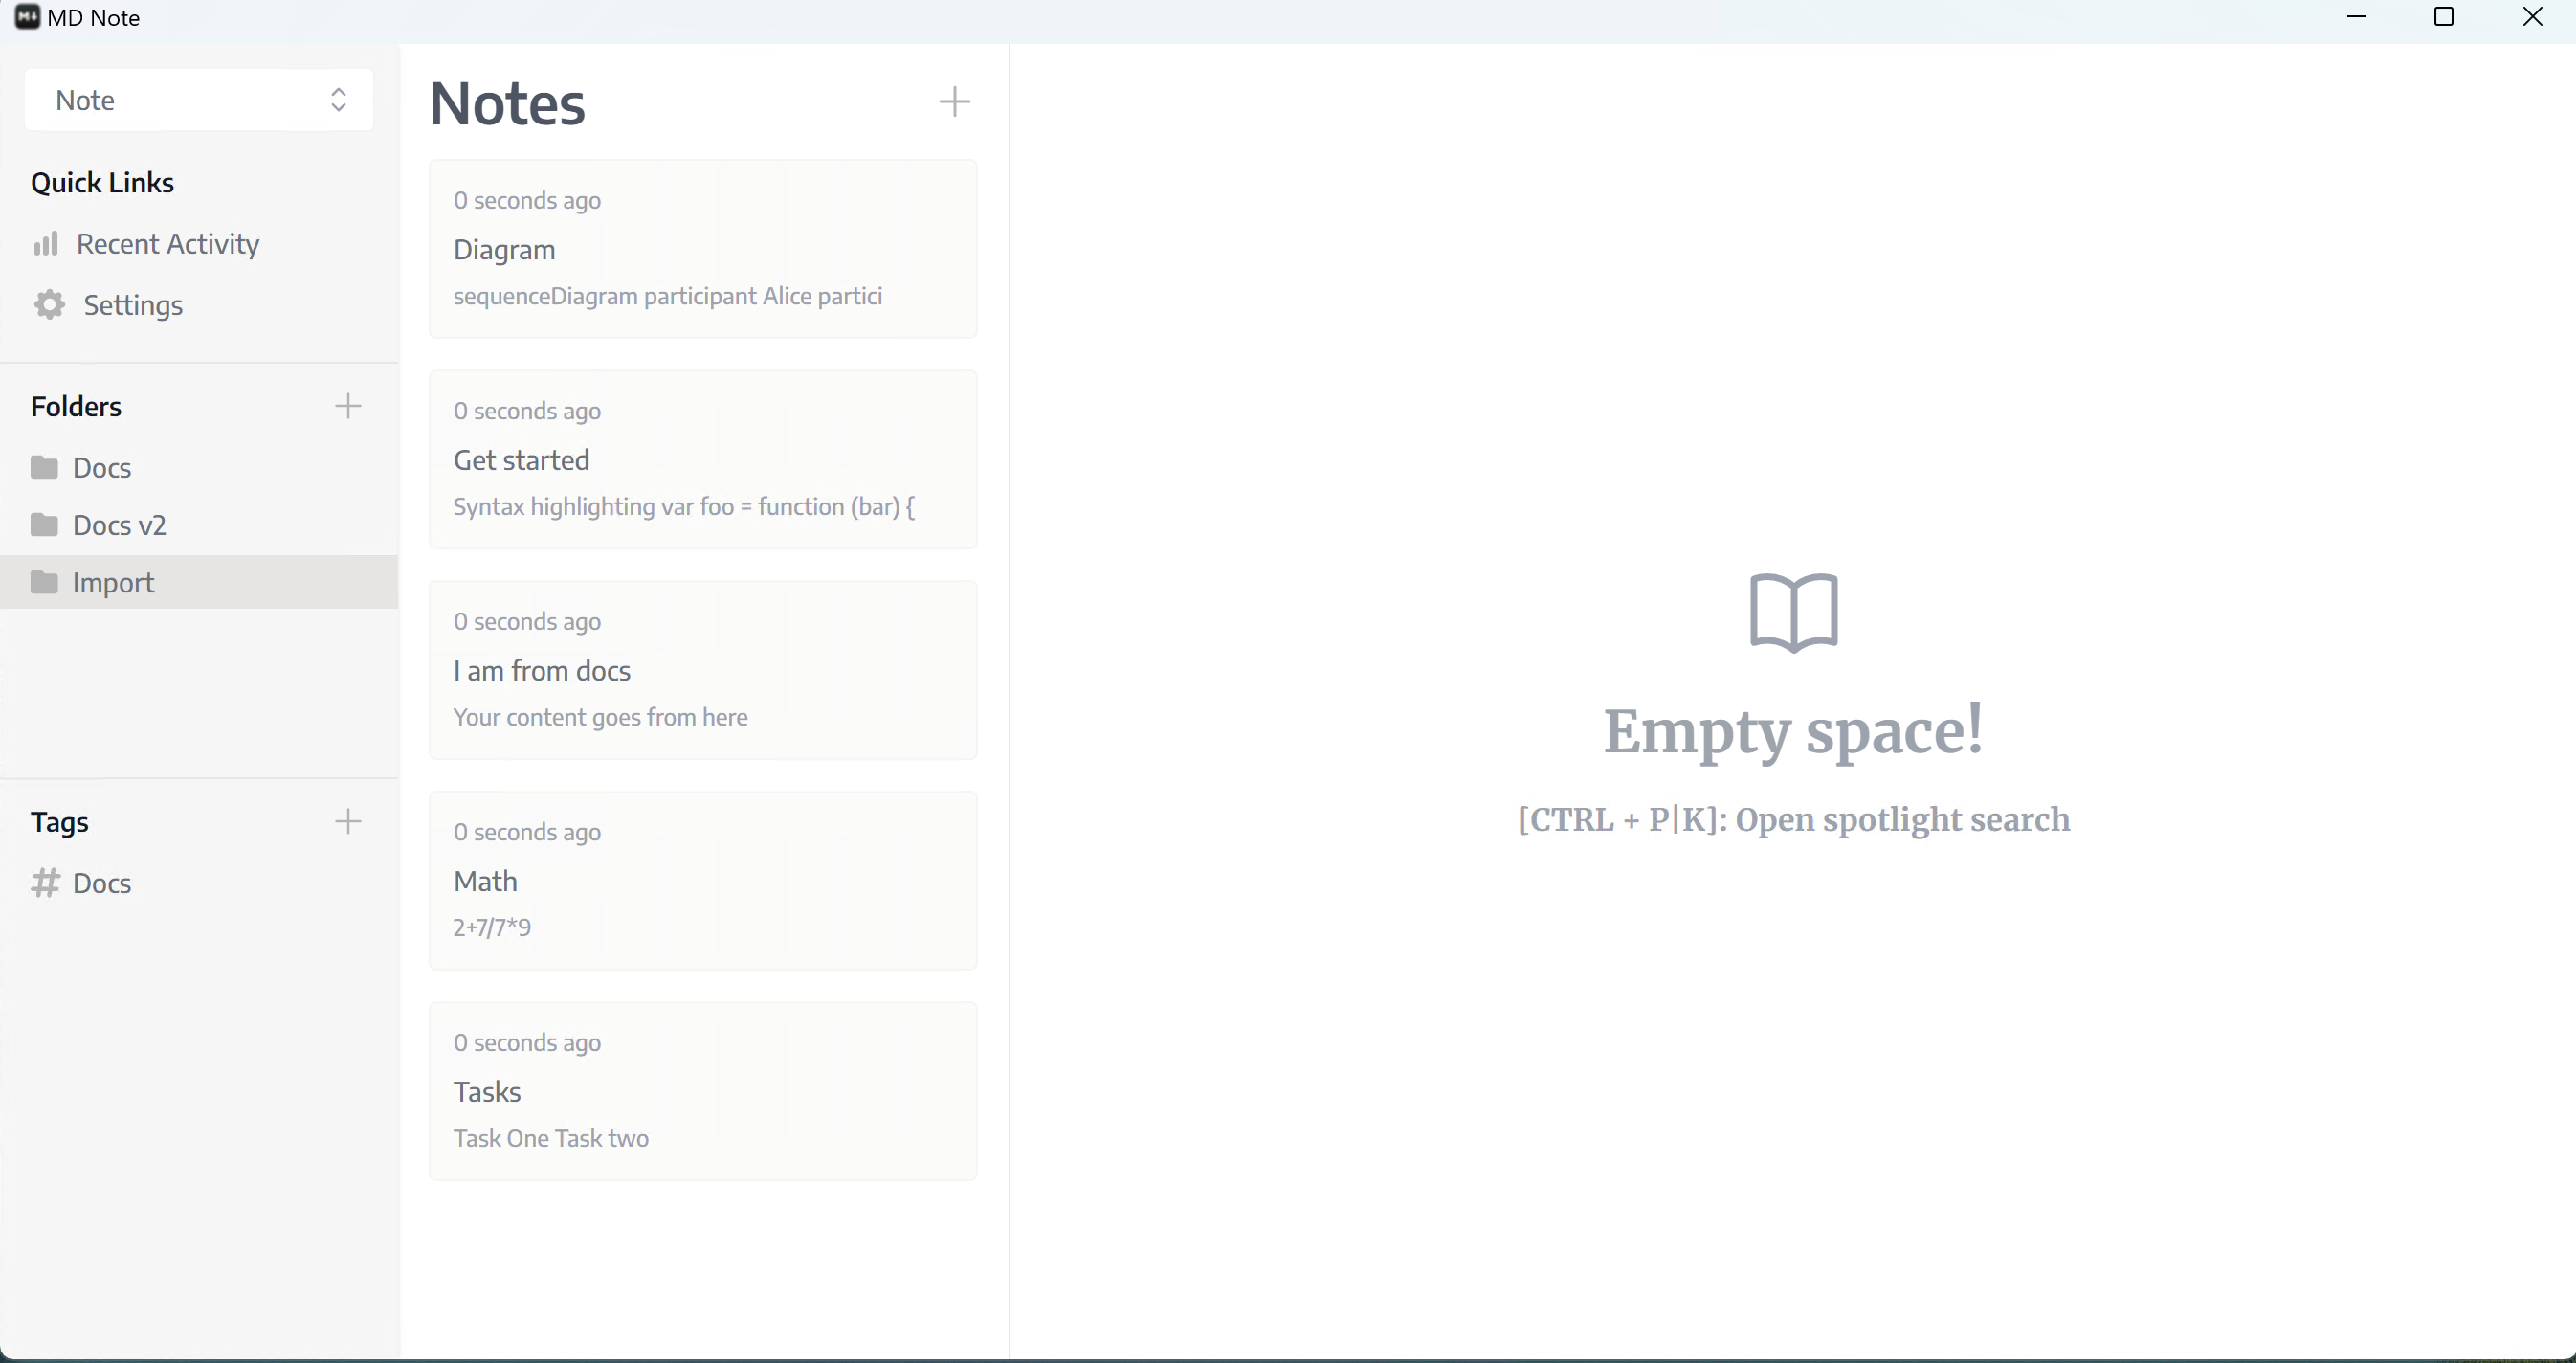 MD Note
Note
Quick Links
Recent Activity
Settings
Folders
Docs
Docs v2
Import
Tags
Docs
Notes
0 seconds ago
Diagram
sequenceDiagram participant Alice partici
0 seconds ago
Get started
Syntax highlighting var foo = function (bar) {
0 seconds ago
I am from docs
Your content goes from here
0 seconds ago
Math
2+7/7*9
0 seconds ago
Tasks
Task One Task two
Empty space!
[CTRL + P|K]: Open spotlight search